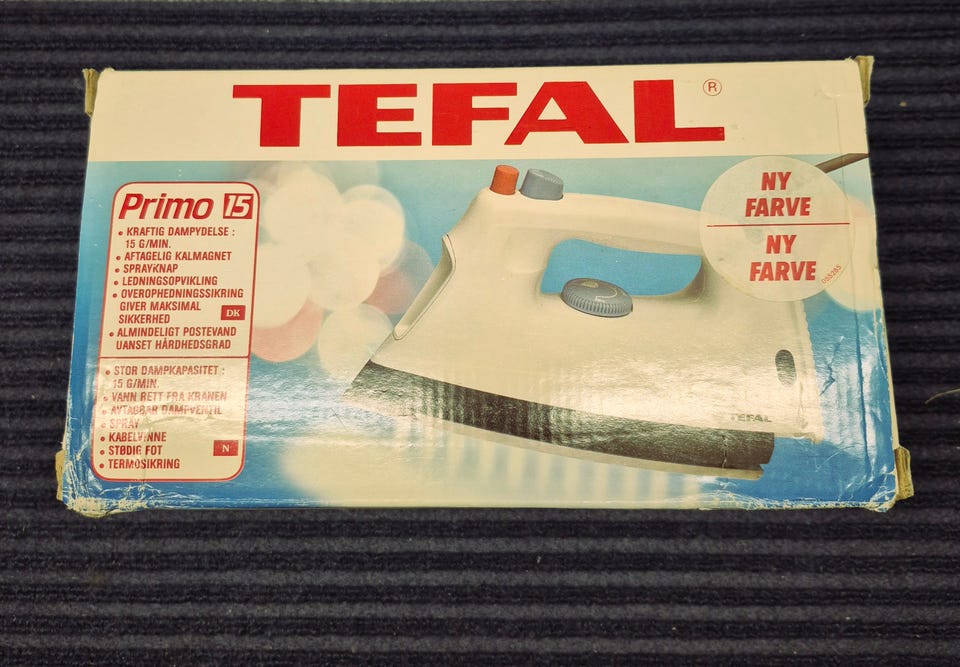 TEFAL ®
Primo 15
• KRAFTIG DAMPYDELSE :
15 G/MIN.
• AFTAGELIG KALMAGNET
• SPRAYKNAP
• LEDNINGSOPVIKLING
• OVEROPHEDNINGSSIKRING
GIVER MAKSIMAL
SIKKERHED
DK
• ALMINDELIGT POSTEVAND
UANSET HÅRDHEDSGRAD
• STOR DAMPKAPASITET :
15 G/MIN.
• VANN RETT FRA KRANEN
• AVTAGBAR DAMPVENTIL
• SPRAY
• KABELVINNE
• STØDIG FOT
N
• TERMOSIKRING
NY
FARVE
NY
FARVE
TEFAL